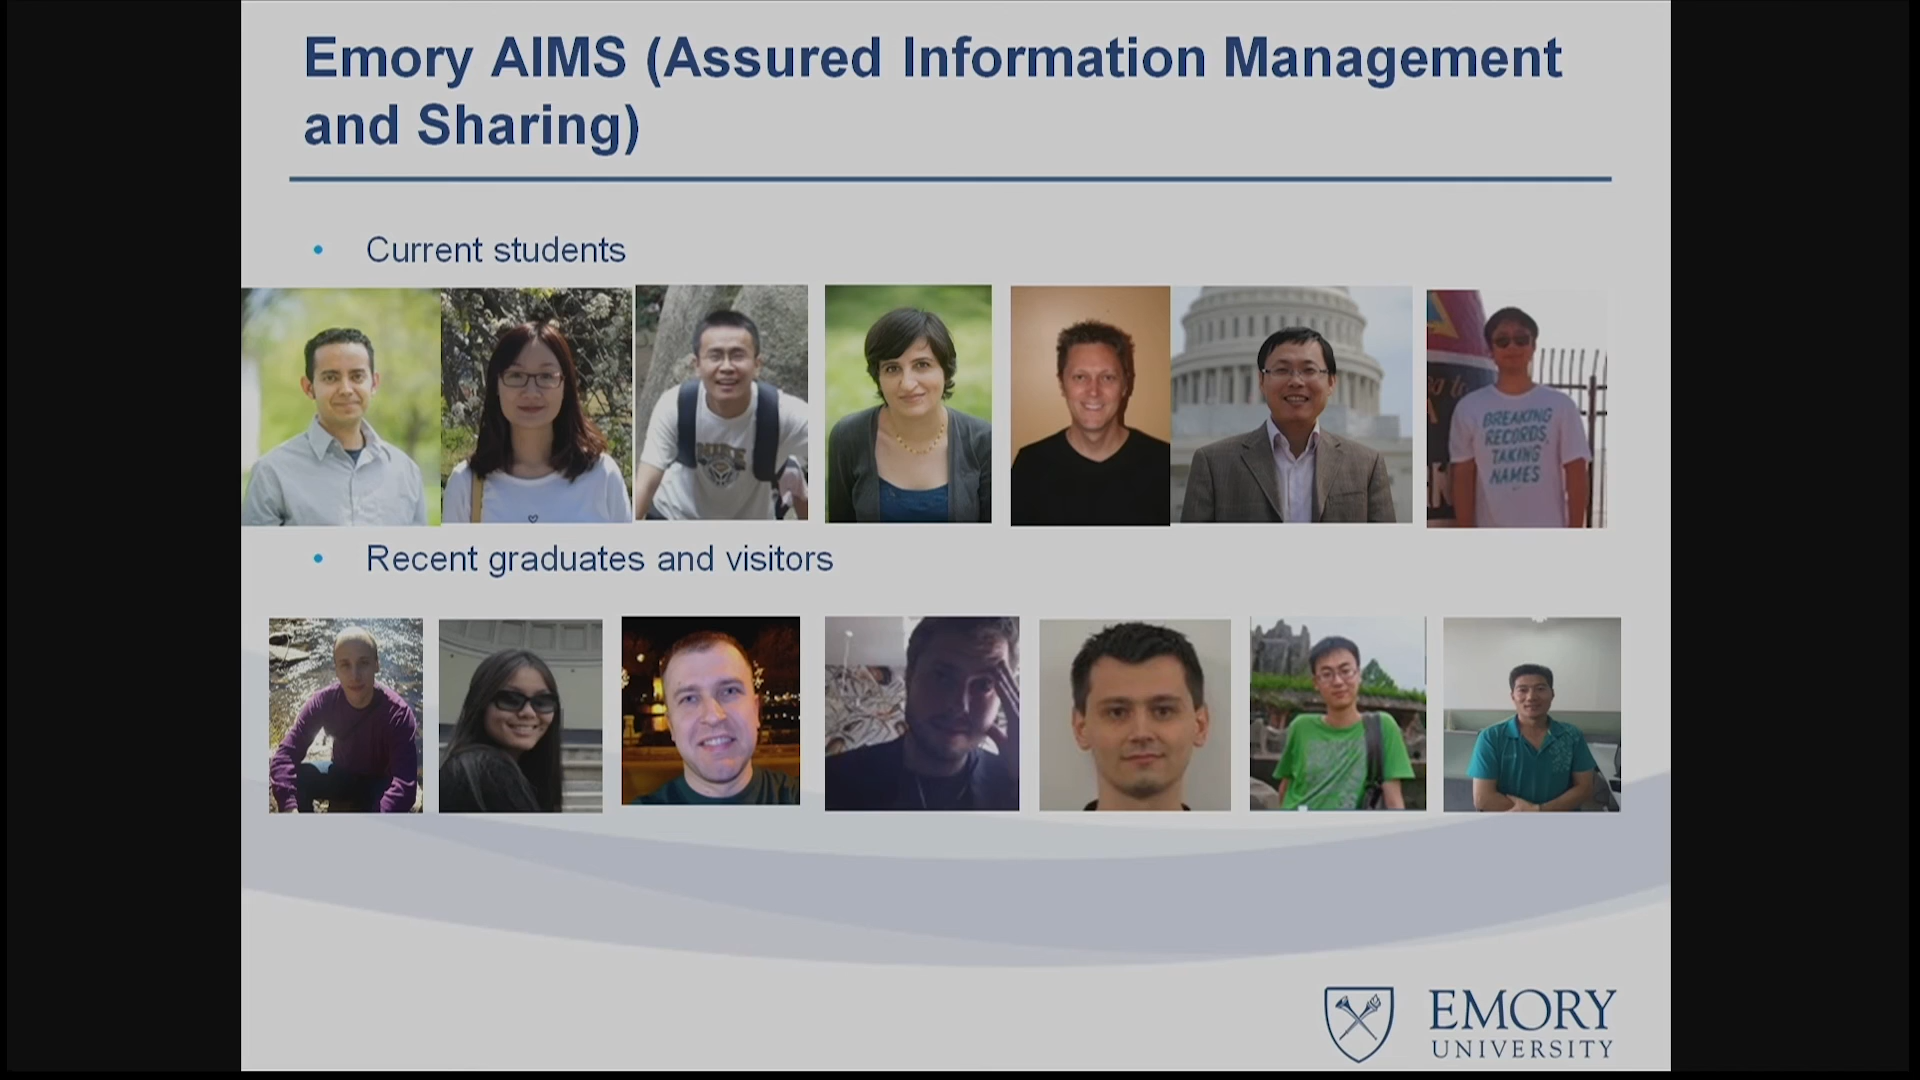 Emory AIMS (Assured Information Management
and Sharing)
• Current students
BREAKING
RECORDS,
TAKING
NAMES
• Recent graduates and visitors
EMORY
UNIVERSITY